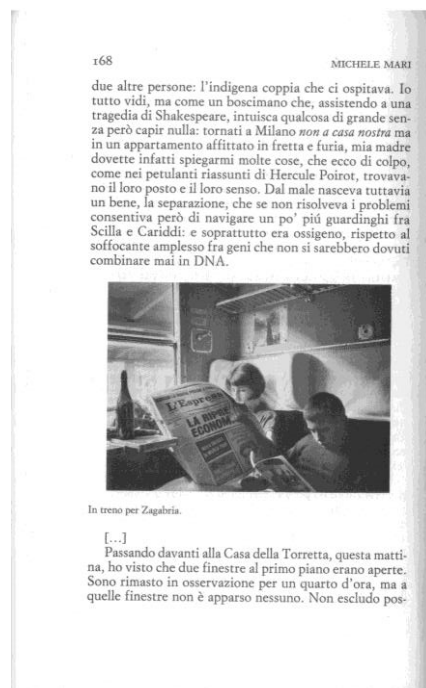 168
MICHELE MARI
due altre persone: l'indigena coppia che ci ospitava. Io
tutto vidi, ma come un boscimano che, assistendo a una
tragedia di Shakespeare, intuisca qualcosa di grande sen-
za però capir nulla: tornati a Milano non a casa nostra ma
in un appartamento affittato in fretta e furia, mia madre
dovette infatti spiegarmi molte cose, che ecco di colpo,
come nei petulanti riassunti di Hercule Poirot, trovava-
no il loro posto e il loro senso. Dal male nasceva tuttavia
un bene, la separazione, che se non risolveva i problemi
consentiva però di navigare un po' piú guardinghi fra
Scilla e Cariddi: e soprattutto era ossigeno, rispetto al
soffocante amplesso fra geni che non si sarebbero dovuti
combinare mai in DNA.
L'Espresso
LA RIPRE
ECONOM
In treno per Zagabria.
[...]
Passando davanti alla Casa della Torretta, questa matti-
na, ho visto che due finestre al primo piano erano aperte.
Sono rimasto in osservazione per un quarto d'ora, ma a
quelle finestre non è apparso nessuno. Non escludo pos-